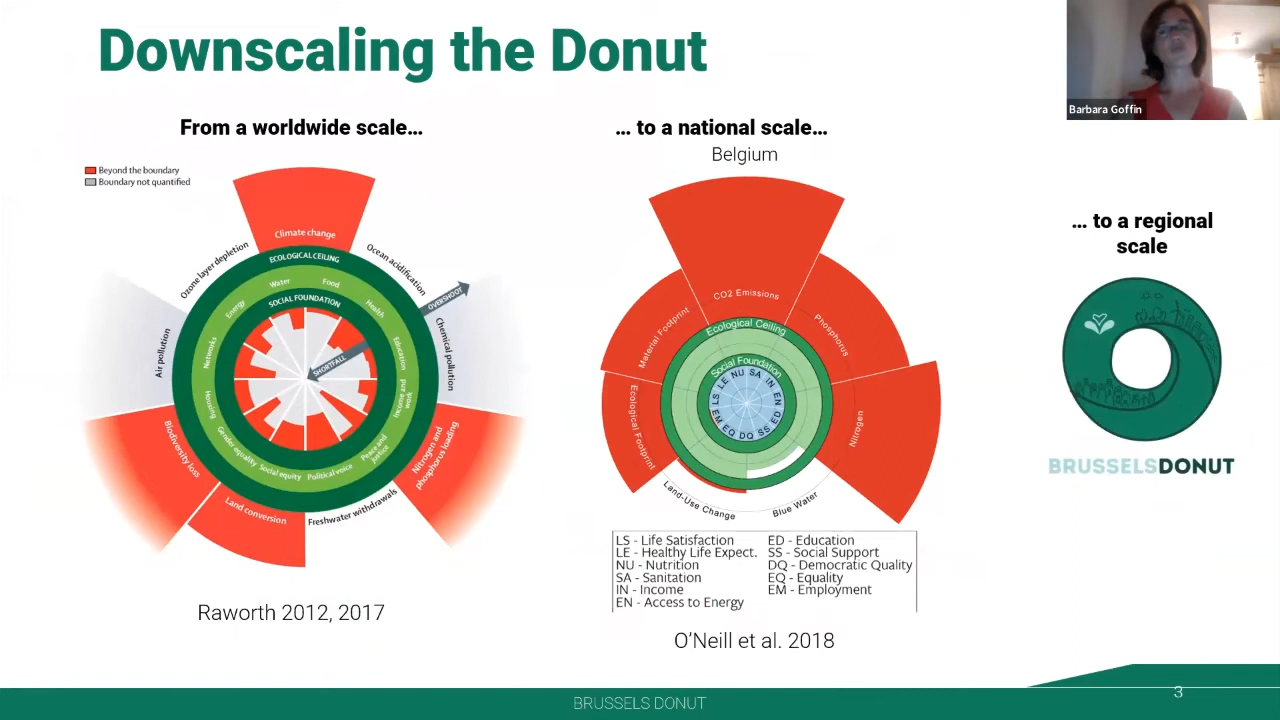 Downscaling the Donut
Barbara Goffin
From a worldwide scale...
... to a national scale...
Belgium
... to a regional
scale
Beyond the boundary
Boundary not quantified
Climate change
Ozone layer depletion
Ocean acidification
ECOLOGICAL CEILING
OVERSHOOT
Water
Food
Energy
SOCIAL FOUNDATION
Health
Air pollution
Networks
SHORTFALL
Education
Chemical pollution
Housing
Income and
work
Gender equality
Social equity
Political voice
Peace and
justice
Biodiversity loss
Land conversion
Freshwater withdrawals
Nitrogen and
phosphorus loading
Raworth 2012, 2017
CO2 Emissions
Material Footprint
Phosphorus
Ecological Ceiling
Social Foundation
LS
LE
NU
SA
IN
EN
ED
SS
DQ
EQ
EM
Ecological Footprint
Nitrogen
Land-Use Change
Blue Water
LS - Life Satisfaction
LE - Healthy Life Expect.
NU - Nutrition
SA - Sanitation
IN - Income
EN - Access to Energy
ED - Education
SS - Social Support
DQ - Democratic Quality
EQ - Equality
EM - Employment
O'Neill et al. 2018
BRUSSELSDONUT
BRUSSELS DONUT
3